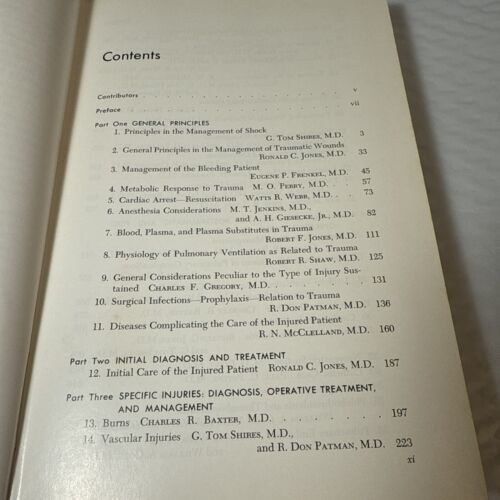 Contents
Contributors . . . . . . . . . . . . . . . . . . . . v
Preface . . . . . . . . . . . . . . . . . . . . vii
Part One GENERAL PRINCIPLES
1. Principles in the Management of Shock
G. TOM SHIRES, M.D. 3
2. General Principles in the Management of Traumatic Wounds
RONALD C. JONES, M.D. 33
3. Management of the Bleeding Patient
EUGENE P. FRENKEL, M.D. 45
4. Metabolic Response to Trauma M. O. PERRY, M.D. . . 57
5. Cardiac Arrest—Resuscitation WATTS R. WEBB, M.D. . . 73
6. Anesthesia Considerations M. T. JENKINS, M.D.,
and A. H. GIESECKE, JR., M.D. 82
7. Blood, Plasma, and Plasma Substitutes in Trauma
ROBERT F. JONES, M.D. 111
8. Physiology of Pulmonary Ventilation as Related to Trauma
ROBERT R. SHAW, M.D. 125
9. General Considerations Peculiar to the Type of Injury Sus-
tained CHARLES F. GREGORY, M.D. . . . . . . . . 131
10. Surgical Infections—Prophylaxis—Relation to Trauma
R. DON PATMAN, M.D. 136
11. Diseases Complicating the Care of the Injured Patient
R. N. MCCLELLAND, M.D. 160
Part Two INITIAL DIAGNOSIS AND TREATMENT
12. Initial Care of the Injured Patient RONALD C. JONES, M.D. 187
Part Three SPECIFIC INJURIES: DIAGNOSIS, OPERATIVE TREATMENT,
AND MANAGEMENT
13. Burns CHARLES R. BAXTER, M.D. . . . . . . . . . 197
14. Vascular Injuries G. TOM SHIRES, M.D.,
and R. DON PATMAN, M.D. 223
xi